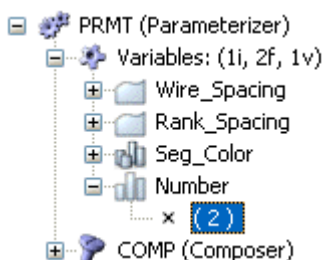 PRMT (Parameterizer)
Variables: (1i, 2f, 1v)
Wire_Spacing
Rank_Spacing
Seg_Color
Number
× (2)
COMP (Composer)